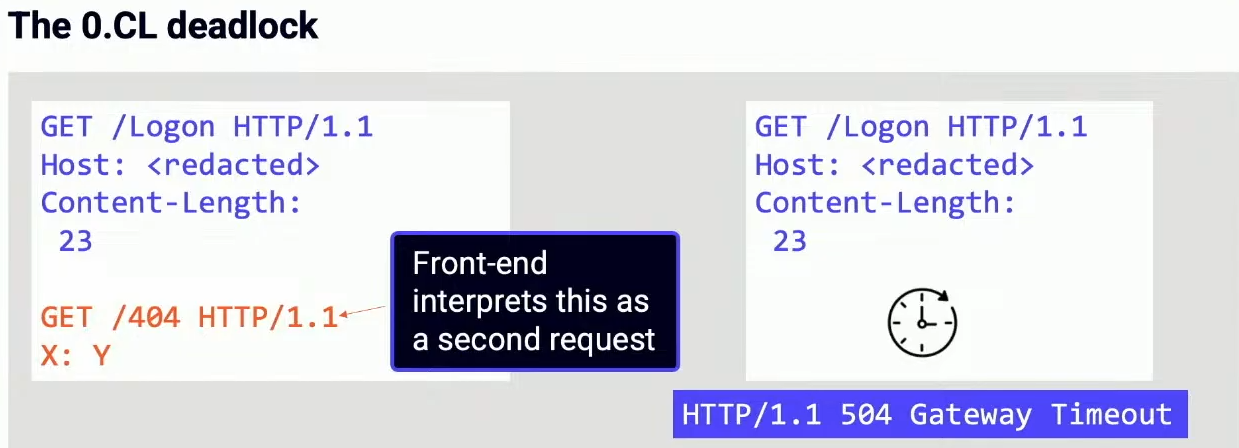 The 0.CL deadlock
GET /Logon HTTP/1.1
Host: <redacted>
Content-Length:
 23
GET /404 HTTP/1.1
X: Y
Front-end
interprets this as
a second request
GET /Logon HTTP/1.1
Host: <redacted>
Content-Length:
 23
HTTP/1.1 504 Gateway Timeout